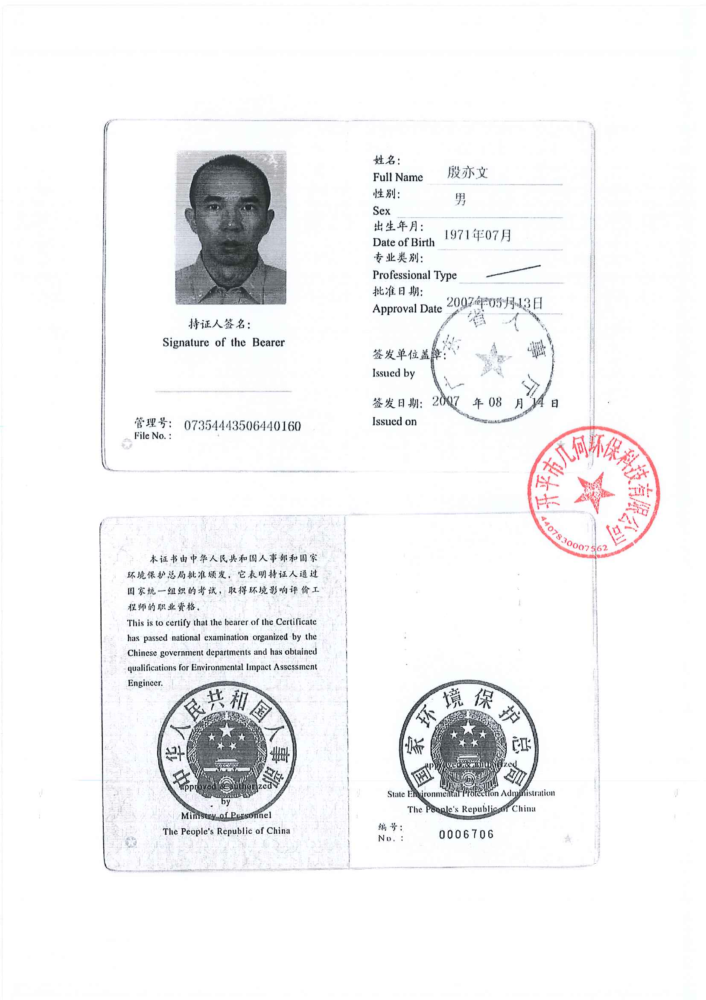 持证人签名：
Signature of the Bearer
管理号： 07354443506440160
File No. :
姓名：
Full Name 殷亦文
性别：
Sex 男
出生年月：
Date of Birth 1971年07月
专业类别：
Professional Type
批准日期：
Approval Date 2007年05月13日
签发单位盖章：
Issued by
广东省人事厅
签发日期： 2007 年 08 月 14 日
Issued on
开平市几何环保科技有限公司
4407830007562
本证书由中华人民共和国人事部和国家
环境保护总局批准颁发，它表明持证人通过
国家统一组织的考试，取得环境影响评价工
程师的职业资格。
This is to certify that the bearer of the Certificate
has passed national examination organized by the
Chinese government departments and has obtained
qualifications for Environmental Impact Assessment
Engineer.
中华人民共和国人事部
approved & authorized
by
Ministry of Personnel
The People's Republic of China
国家环境保护总局
approved & authorized
by
State Environmental Protection Administration
The People's Republic of China
编号：
No. : 0006706